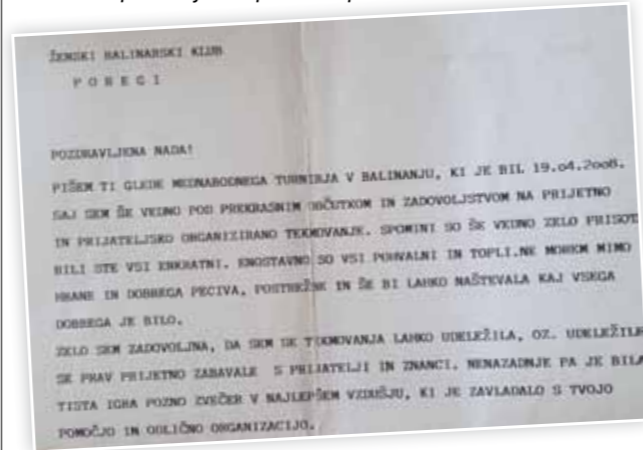 ŽENSKI BALINARSKI KLUB
P O B E G I
POZDRAVLJENA NADA!
PIŠEM TI GLEDE MEDNARODNEGA TURNIRJA V BALINANJU, KI JE BIL 19.o4.2oo8.
SAJ SEM ŠE VEDNO POD PREKRASNIM OBČUTKOM IN ZADOVOLJSTVOM NA PRIJETNO
IN PRIJATELJSKO ORGANIZIRANO TEKMOVANJE. SPOMINI SO ŠE VEDNO ZELO PRISOT
BILI STE VSI ENKRATNI. ENOSTAVNO SO VSI POHVALNI IN TOPLI.NE MOREM MIMO
HRANE IN DOBREGA PECIVA, POSTREŽBE IN ŠE BI LAHKO NAŠTEVALA KAJ VSEGA
DOBREGA JE BILO.
ZELO SEM ZADOVOLJNA, DA SEM SE TEKMOVANJA LAHKO UDELEŽILA, OZ. UDELEŽILE
SE PRAV PRIJETNO ZABAVALE S PRIJATELJI IN ZNANCI. NENAZADNJE PA JE BILA
TISTA IGRA POZNO ZVEČER V NAJLEPŠEM VZDUŠJU, KI JE ZAVLADALO S TVOJO
POMOČJO IN ODLIČNO ORGANIZACIJO.